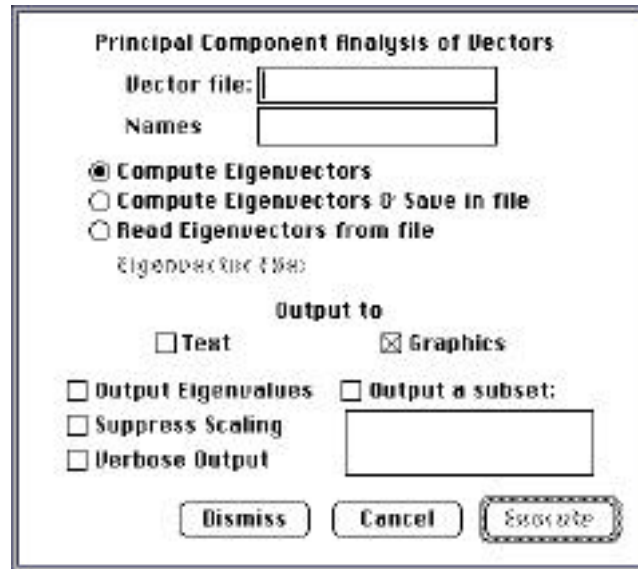 Principal Component Analysis of Vectors
Vector file:
Names
Compute Eigenvectors
Compute Eigenvectors & Save in file
Read Eigenvectors from file
Eigenvector file:
Output to
Text Graphics
Output Eigenvalues Output a subset:
Suppress Scaling
Verbose Output
Dismiss Cancel Execute